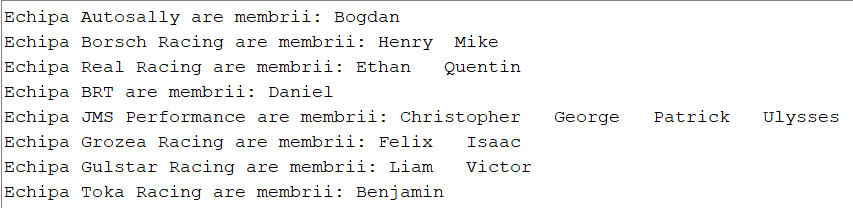 Echipa Autosally are membrii: Bogdan
Echipa Borsch Racing are membrii: Henry  Mike
Echipa Real Racing are membrii: Ethan   Quentin
Echipa BRT are membrii: Daniel
Echipa JMS Performance are membrii: Christopher   George   Patrick   Ulysses
Echipa Grozea Racing are membrii: Felix   Isaac
Echipa Gulstar Racing are membrii: Liam   Victor
Echipa Toka Racing are membrii: Benjamin